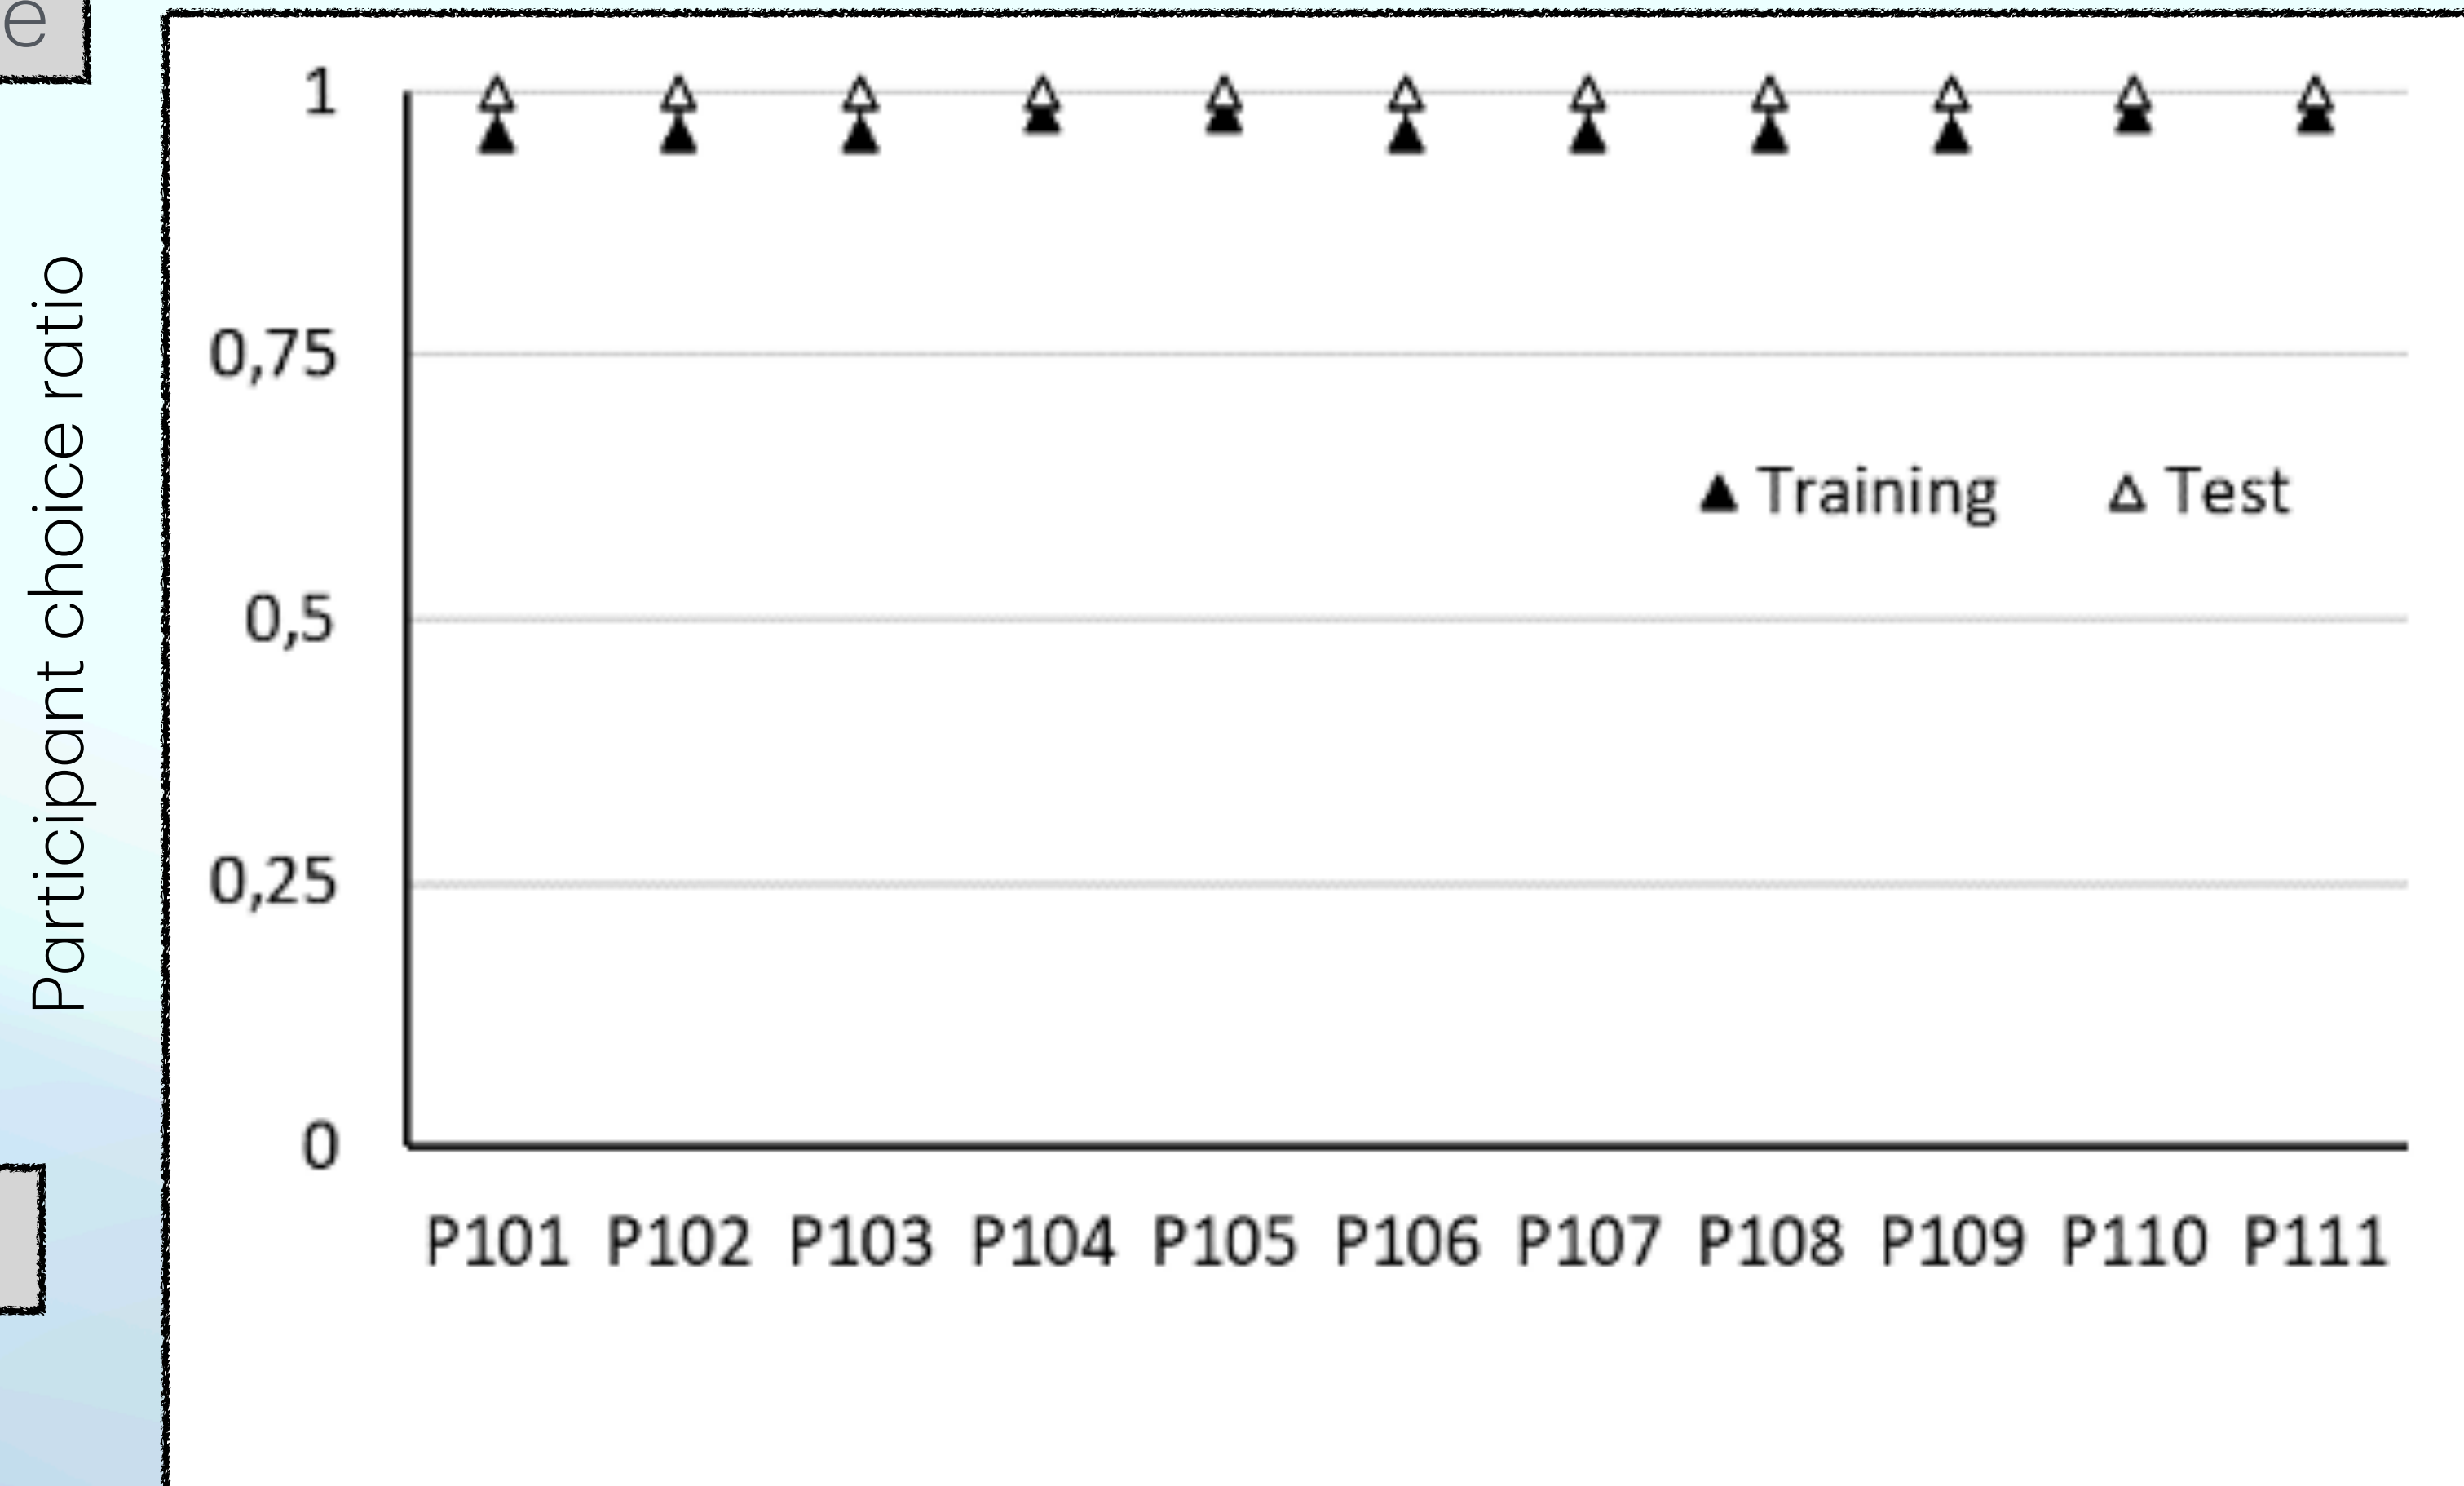 e
Participant choice ratio
1
0,75
0,5
0,25
0
Training Test
P101 P102 P103 P104 P105 P106 P107 P108 P109 P110 P111